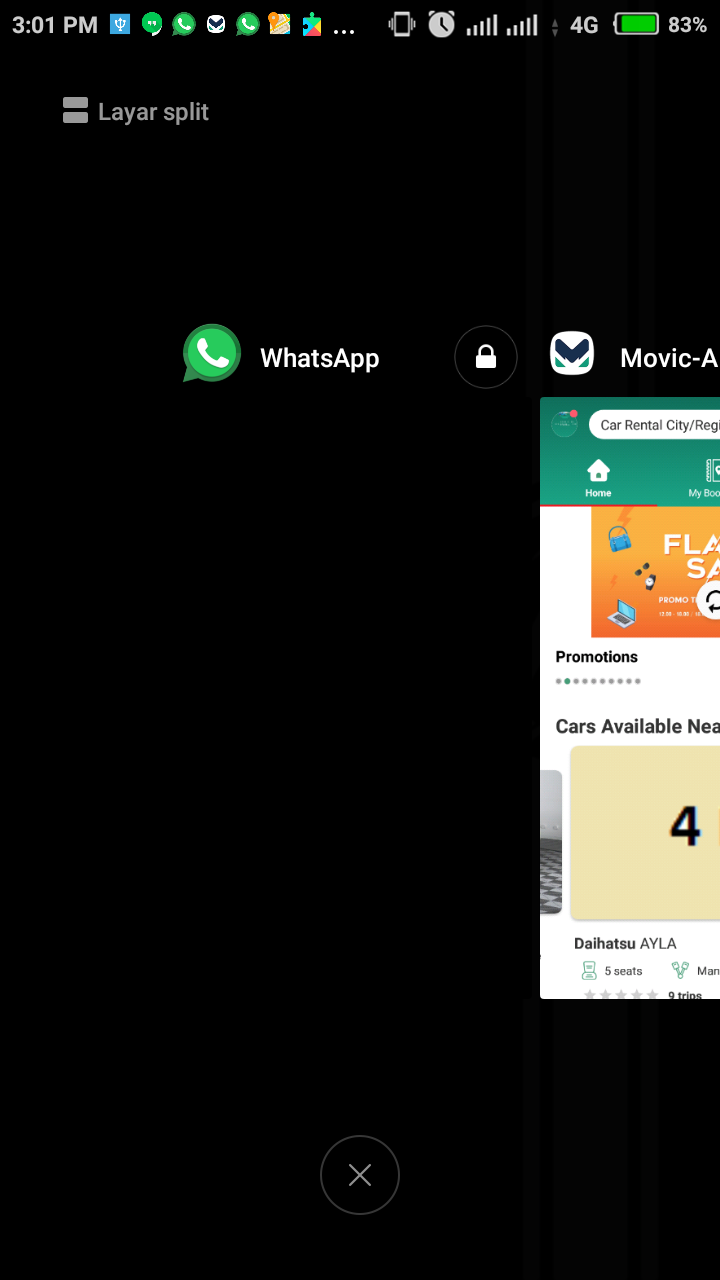 3:01 PM ... 4G 83%
Layar split
WhatsApp
Movic-A
Car Rental City/Regi
Home
My Boo
FLA
SA
PROMO T
Promotions
Cars Available Nea
4
Daihatsu AYLA
5 seats
Man
9 trips